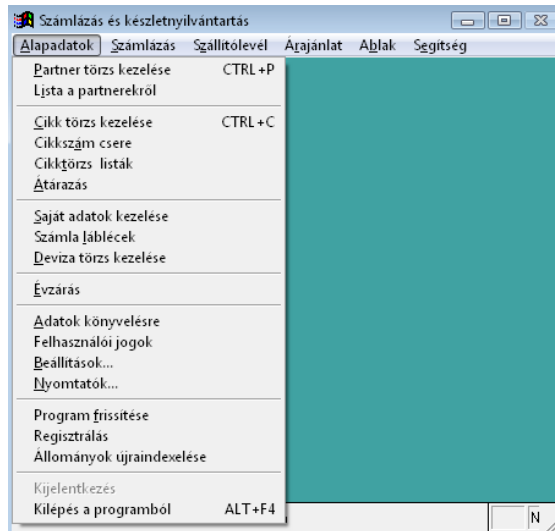 Számlázás és készletnyilvántartás
Alapadatok Számlázás Szállítólevél Árajánlat Ablak Segítség
Partner törzs kezelése CTRL+P
Lista a partnerekről
Cikk törzs kezelése CTRL+C
Cikkszám csere
Cikktörzs listák
Átárazás
Saját adatok kezelése
Számla láblécek
Deviza törzs kezelése
Évzárás
Adatok könyvelésre
Felhasználói jogok
Beállítások...
Nyomtatók...
Program frissítése
Regisztrálás
Állományok újraindexelése
Kijelentkezés
Kilépés a programból ALT+F4
N